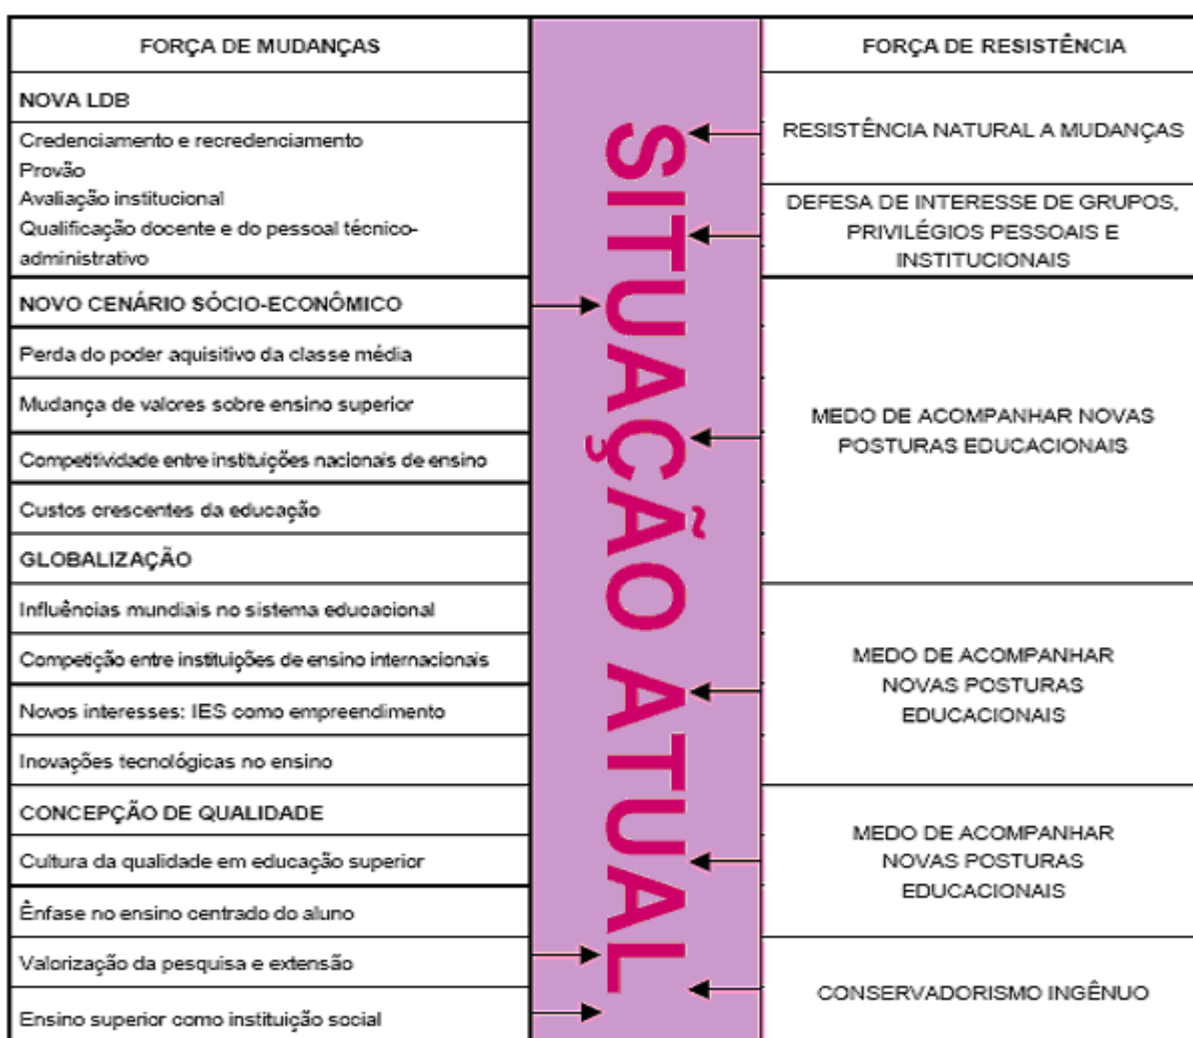 FORÇA DE MUDANÇAS
NOVA LDB
Credenciamento e recredenciamento
Provão
Avaliação institucional
Qualificação docente e do pessoal técnico-
administrativo
NOVO CENÁRIO SÓCIO-ECONÔMICO
Perda do poder aquisitivo da classe média
Mudança de valores sobre ensino superior
Competitividade entre instituições nacionais de ensino
Custos crescentes da educação
GLOBALIZAÇÃO
Influências mundiais no sistema educacional
Competição entre instituições de ensino internacionais
Novos interesses: IES como empreendimento
Inovações tecnológicas no ensino
CONCEPÇÃO DE QUALIDADE
Cultura da qualidade em educação superior
Ênfase no ensino centrado do aluno
Valorização da pesquisa e extensão
Ensino superior como instituição social
SITUAÇÃO ATUAL
FORÇA DE RESISTÊNCIA
RESISTÊNCIA NATURAL A MUDANÇAS
DEFESA DE INTERESSE DE GRUPOS,
PRIVILÉGIOS PESSOAIS E
INSTITUCIONAIS
MEDO DE ACOMPANHAR NOVAS
POSTURAS EDUCACIONAIS
MEDO DE ACOMPANHAR
NOVAS POSTURAS
EDUCACIONAIS
MEDO DE ACOMPANHAR
NOVAS POSTURAS
EDUCACIONAIS
CONSERVADORISMO INGÊNUO